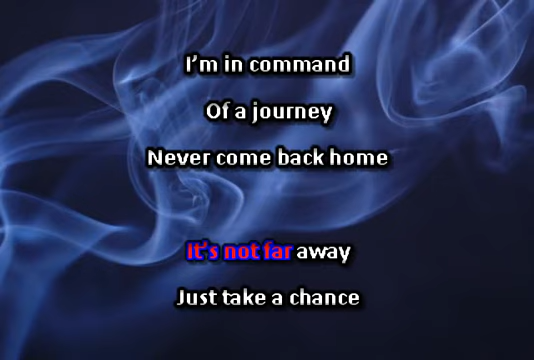 I'm in command
Of a journey
Never come back home
It's not far away
Just take a chance